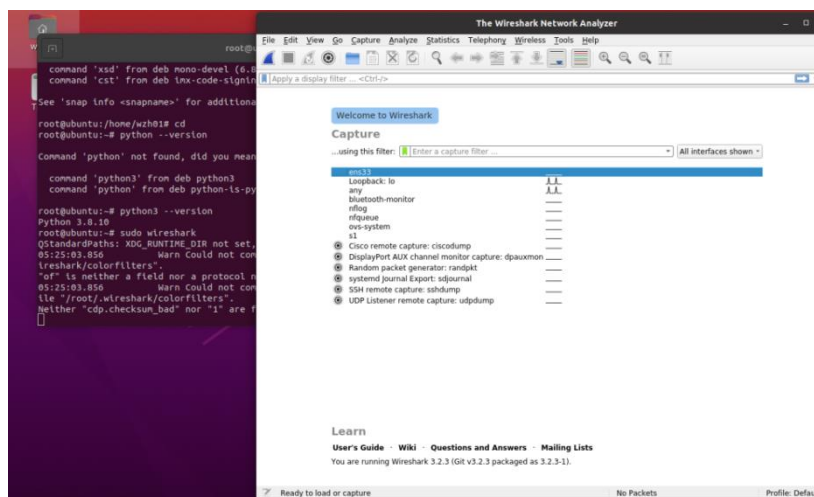 root@u
command 'xsd' from deb mono-devel (6.8
command 'cst' from deb imx-code-signin
See 'snap info <snapname>' for additiona
root@ubuntu:/home/wzh01# cd
root@ubuntu:~# python --version
Command 'python' not found, did you mean
command 'python3' from deb python3
command 'python' from deb python-is-py
root@ubuntu:~# python3 --version
Python 3.8.10
root@ubuntu:~# sudo wireshark
QStandardPaths: XDG_RUNTIME_DIR not set,
05:25:03.856 Warn Could not com
ireshark/colorfilters".
"of" is neither a field nor a protocol n
05:25:03.856 Warn Could not com
ile "/root/.wireshark/colorfilters".
Neither "cdp.checksum_bad" nor "1" are f
The Wireshark Network Analyzer
File Edit View Go Capture Analyze Statistics Telephony Wireless Tools Help
Apply a display filter ... <Ctrl-/>
Welcome to Wireshark
Capture
...using this filter: Enter a capture filter ... All interfaces shown
ens33
Loopback: lo
any
bluetooth-monitor
nflog
nfqueue
ovs-system
s1
Cisco remote capture: ciscodump
DisplayPort AUX channel monitor capture: dpauxmon
Random packet generator: randpkt
systemd Journal Export: sdjournal
SSH remote capture: sshdump
UDP Listener remote capture: udpdump
Learn
User's Guide · Wiki · Questions and Answers · Mailing Lists
You are running Wireshark 3.2.3 (Git v3.2.3 packaged as 3.2.3-1).
Ready to load or capture No Packets Profile: Defau